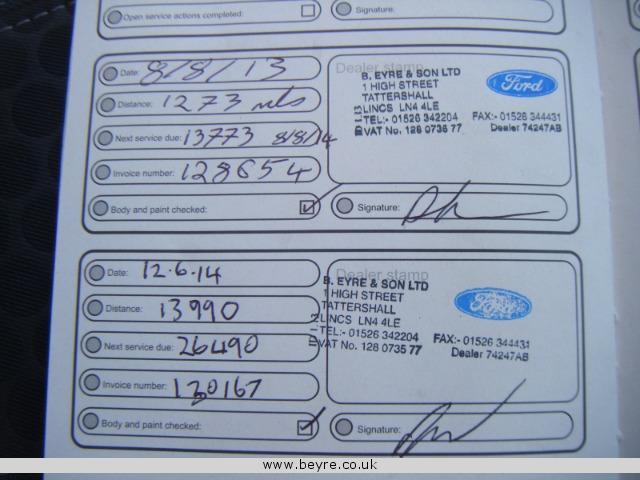 Open service actions completed:
Signature:
Date: 8/8/13
Distance: 1273 mls
Next service due: 13773 8/8/14
Invoice number: 128654
Body and paint checked:
Dealer stamp
B. EYRE & SON LTD
1 HIGH STREET
TATTERSHALL
LINCS LN4 4LE
TEL:- 01526 342204 FAX:- 01526 344431
VAT No. 128 0735 77 Dealer 74247AB
Ford
Signature:
Date: 12.6.14
Distance: 13990
Next service due: 26490
Invoice number: 130167
Body and paint checked:
Dealer stamp
B. EYRE & SON LTD
1 HIGH STREET
TATTERSHALL
LINCS LN4 4LE
TEL:- 01526 342204 FAX:- 01526 344431
VAT No. 128 0735 77 Dealer 74247AB
Ford
Signature:
www.beyre.co.uk